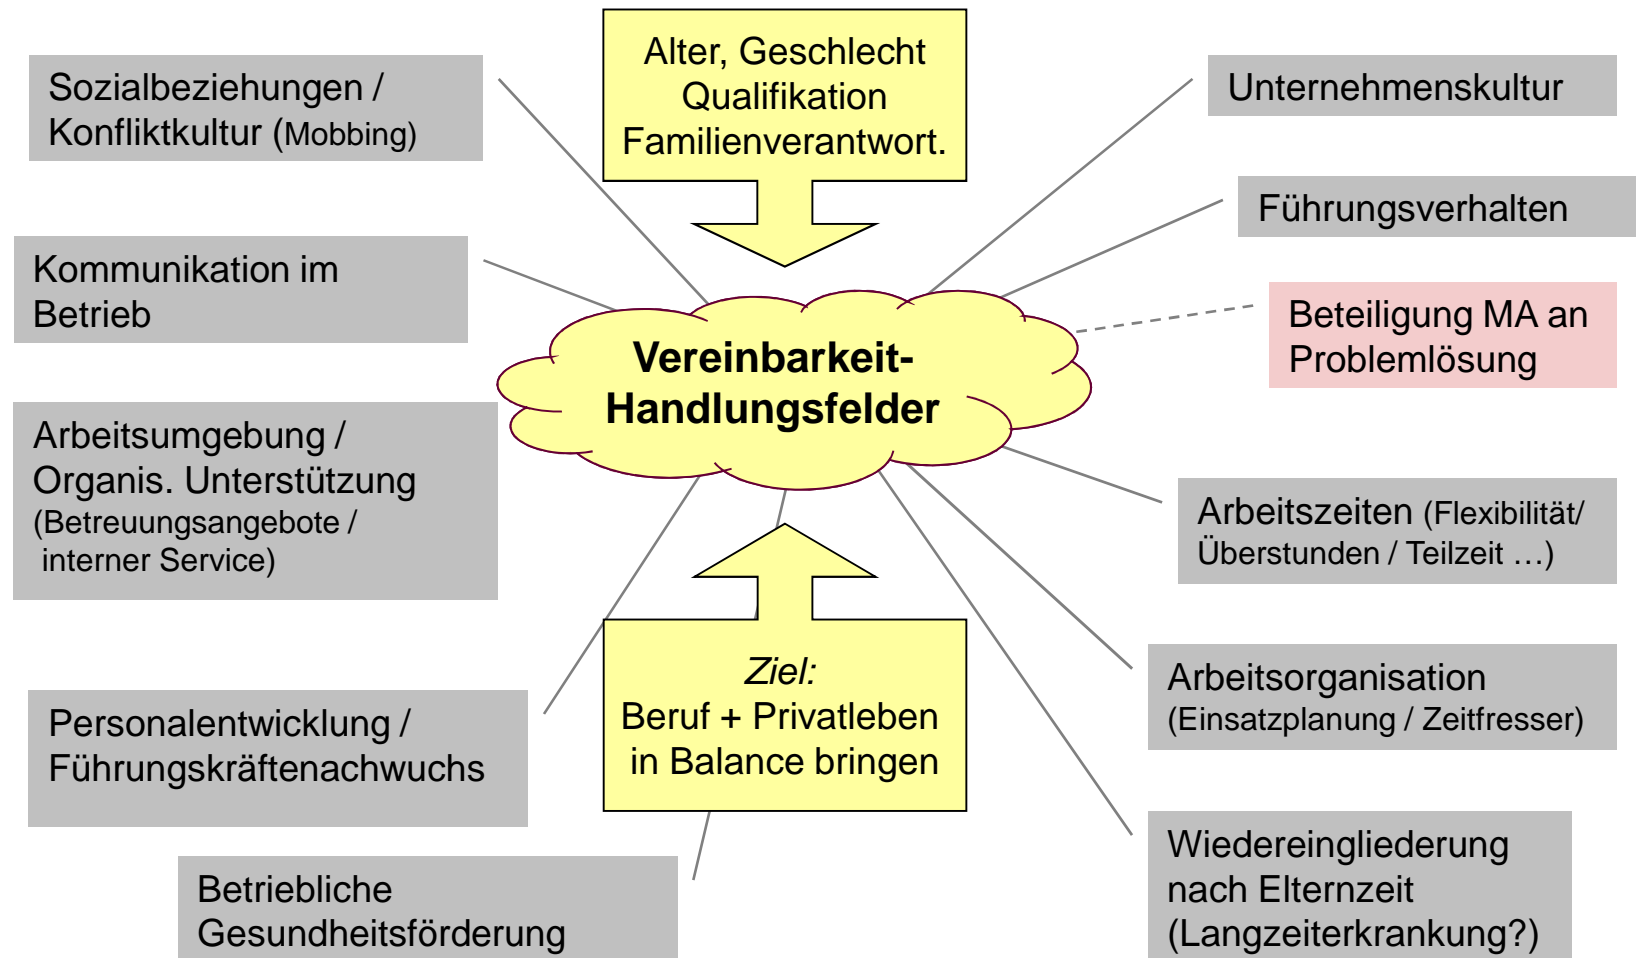 Alter, Geschlecht
Qualifikation
Familienverantwort.
Sozialbeziehungen /
Konfliktkultur (Mobbing)
Kommunikation im
Betrieb
Arbeitsumgebung /
Organis. Unterstützung
(Betreuungsangebote /
interner Service)
Personalentwicklung /
Führungskräftenachwuchs
Betriebliche
Gesundheitsförderung
Vereinbarkeit-
Handlungsfelder
Ziel:
Beruf + Privatleben
in Balance bringen
Unternehmenskultur
Führungsverhalten
Beteiligung MA an
Problemlösung
Arbeitszeiten (Flexibilität/
Überstunden / Teilzeit …)
Arbeitsorganisation
(Einsatzplanung / Zeitfresser)
Wiedereingliederung
nach Elternzeit
(Langzeiterkrankung?)